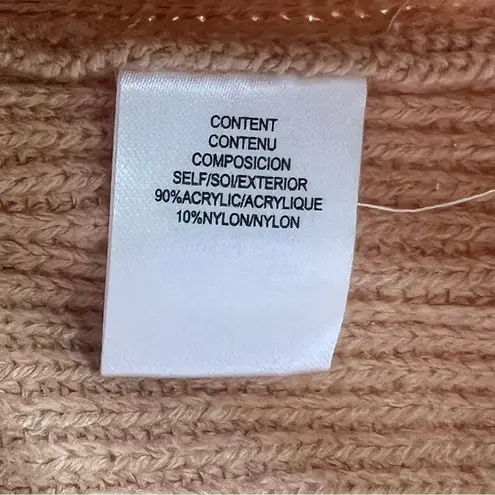 CONTENT
CONTENU
COMPOSICION
SELF/SOI/EXTERIOR
90%ACRYLIC/ACRYLIQUE
10%NYLON/NYLON